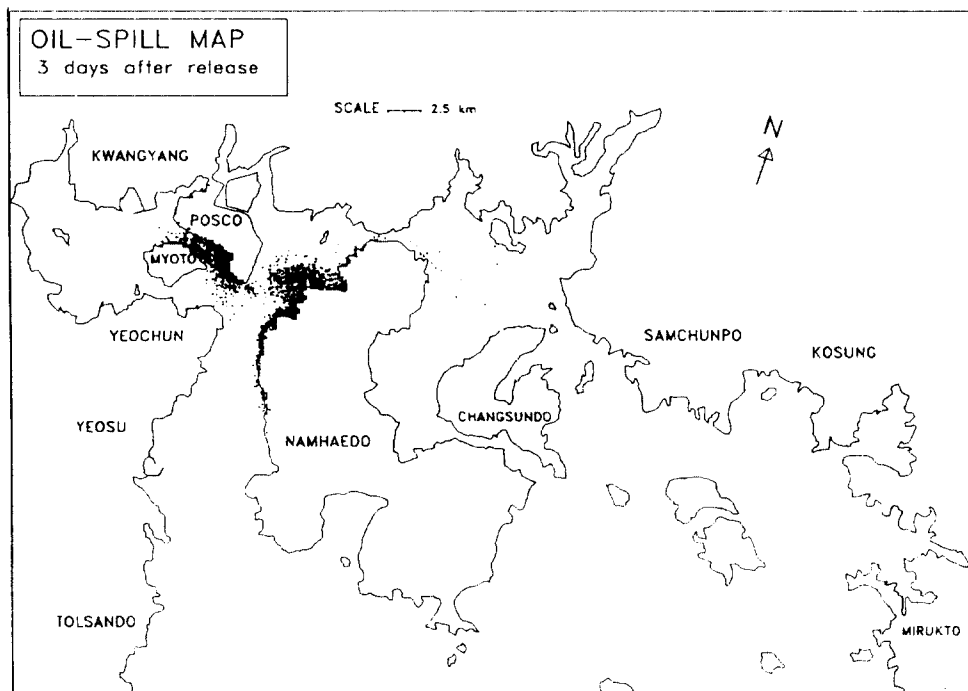 OIL-SPILL MAP
3 days after release
SCALE 2.5 km
N
KWANGYANG
POSCO
MYOTO
YEOCHUN
SAMCHUNPO
KOSUNG
CHANGSUNDO
YEOSU
NAMHAEDO
TOLSANDO
MIRUKTO